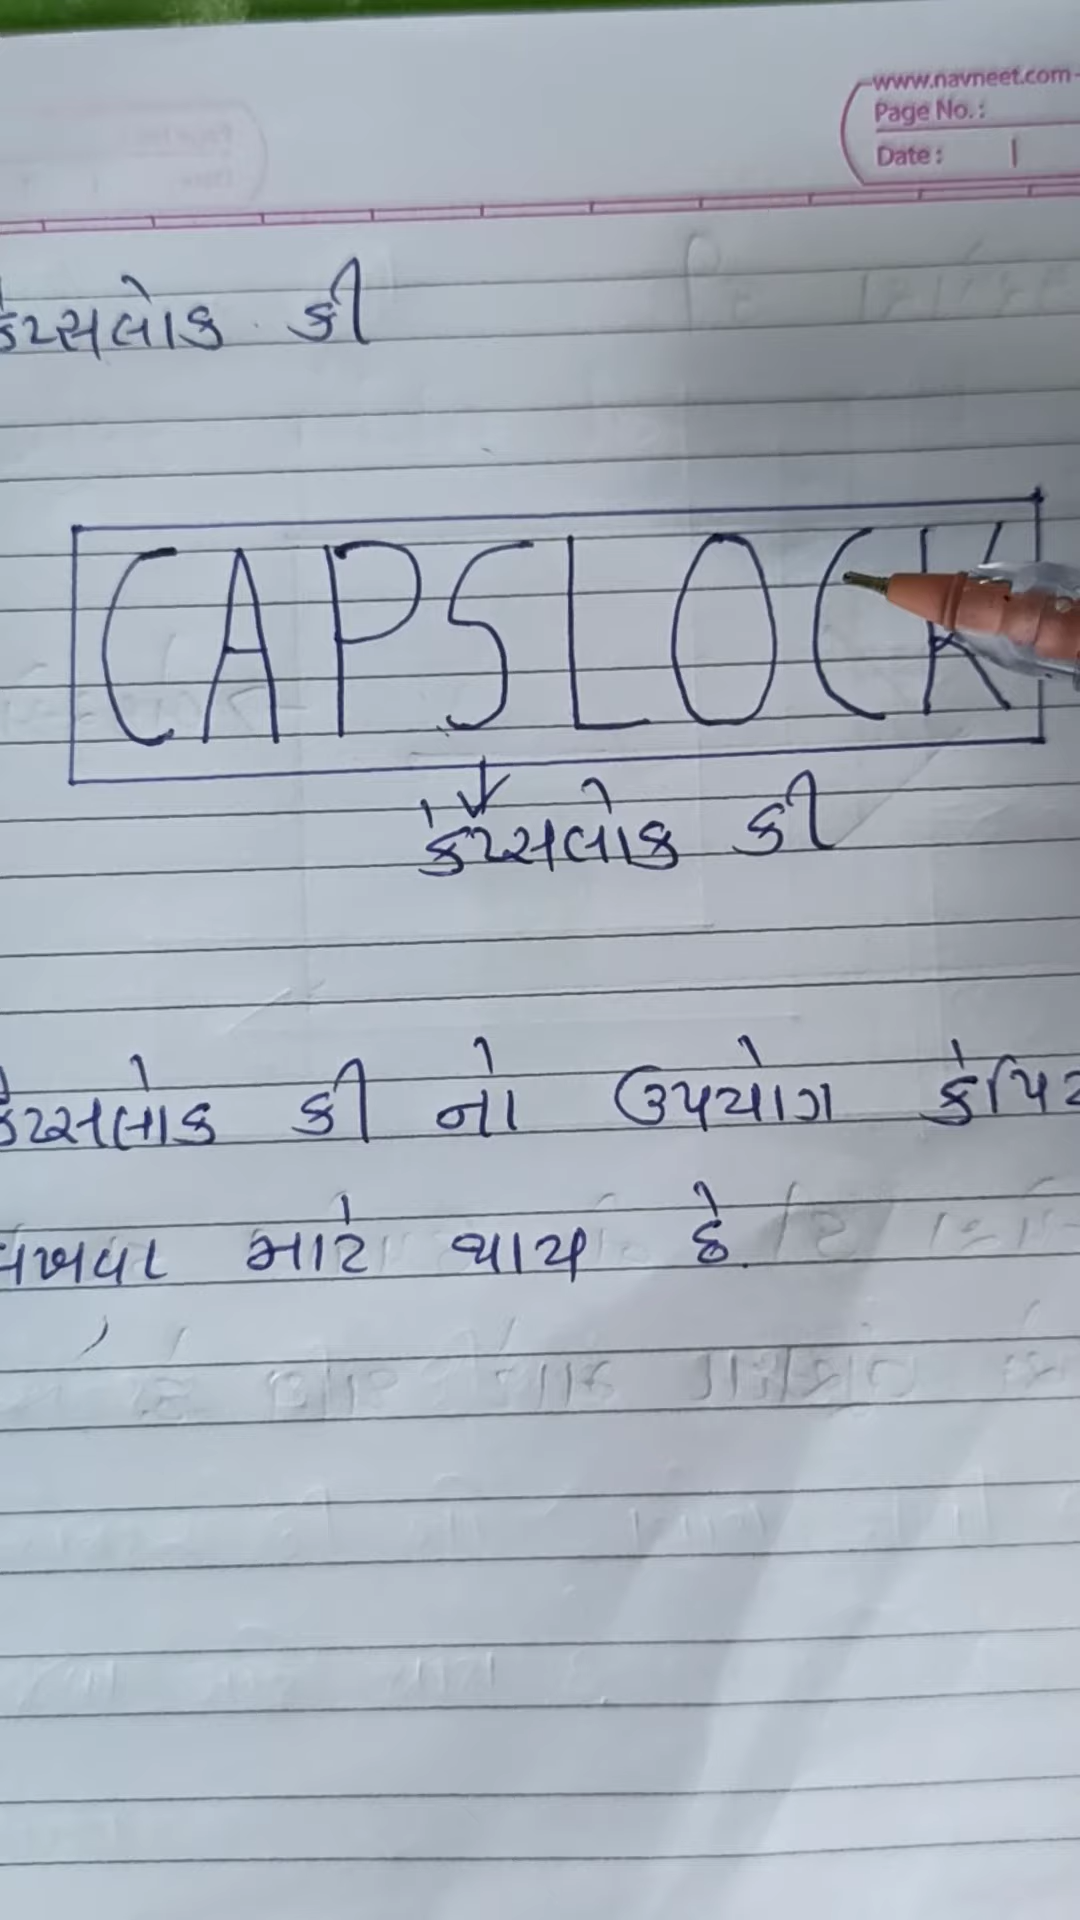 www.navneet.com
Page No.:
Date:
કેપ્સલોક કી
CAPSLOCK
કેપ્સલોક કી
કેપ્સલોક કી નો ઉપયોગ
માટે થાય છે.